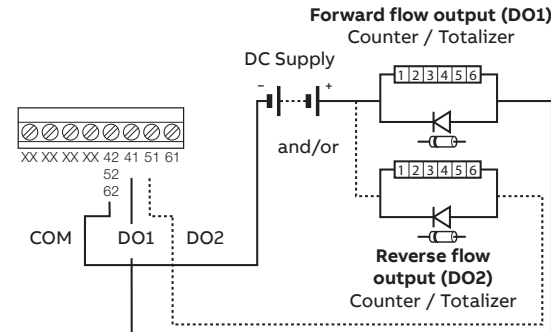 Forward flow output (DO1)
Counter / Totalizer
DC Supply
– +
1 2 3 4 5 6
and/or
XX XX XX XX 42 41 51 61
52
62
1 2 3 4 5 6
COM DO1 DO2
Reverse flow
output (DO2)
Counter / Totalizer